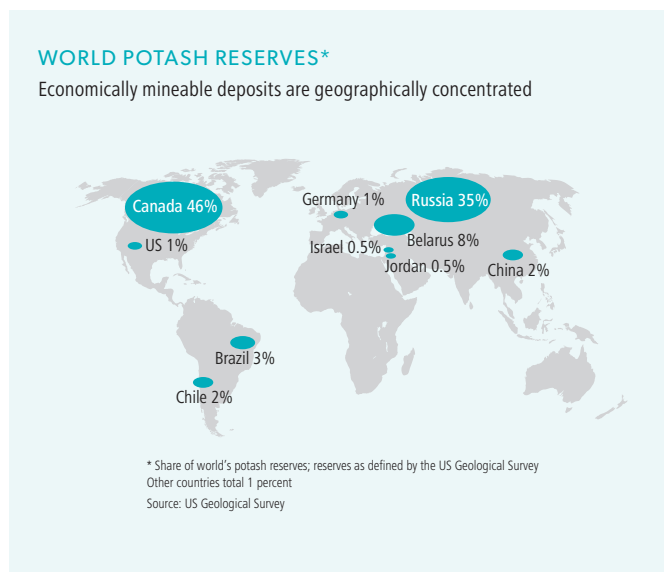 WORLD POTASH RESERVES*
Economically mineable deposits are geographically concentrated
Canada 46%
Germany 1%
Russia 35%
US 1%
Israel 0.5%
Belarus 8%
Jordan 0.5%
China 2%
Brazil 3%
Chile 2%
* Share of world's potash reserves; reserves as defined by the US Geological Survey
Other countries total 1 percent
Source: US Geological Survey